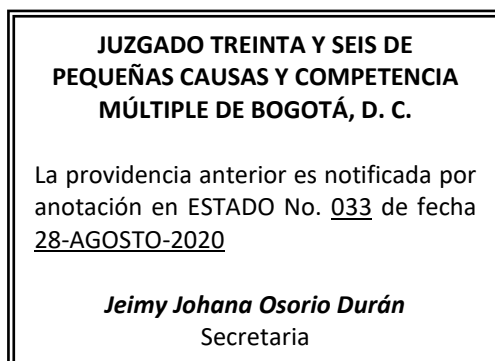 JUZGADO TREINTA Y SEIS DE
PEQUEÑAS CAUSAS Y COMPETENCIA
MÚLTIPLE DE BOGOTÁ, D. C.
La providencia anterior es notificada por
anotación en ESTADO No. 033 de fecha
28-AGOSTO-2020
Jeimy Johana Osorio Durán
Secretaria